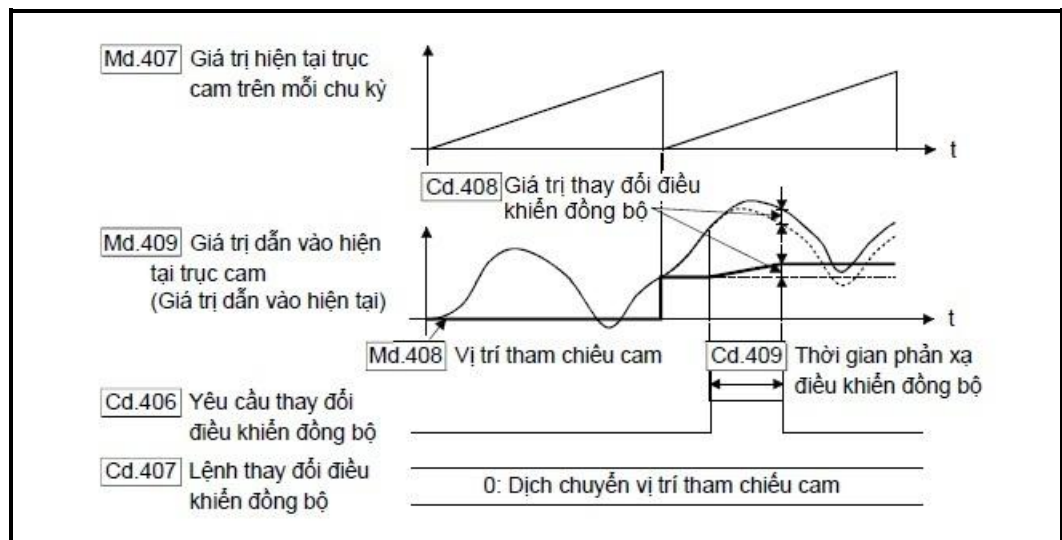 Md.407 Giá trị hiện tại trục
cam trên mỗi chu kỳ
t
Cd.408 Giá trị thay đổi điều
khiển đồng bộ
Md.409 Giá trị dẫn vào hiện
tại trục cam
(Giá trị dẫn vào hiện tại)
t
Md.408 Vị trí tham chiếu cam
Cd.409 Thời gian phản xạ
điều khiển đồng bộ
Cd.406 Yêu cầu thay đổi
điều khiển đồng bộ
Cd.407 Lệnh thay đổi điều
khiển đồng bộ
0: Dịch chuyển vị trí tham chiếu cam